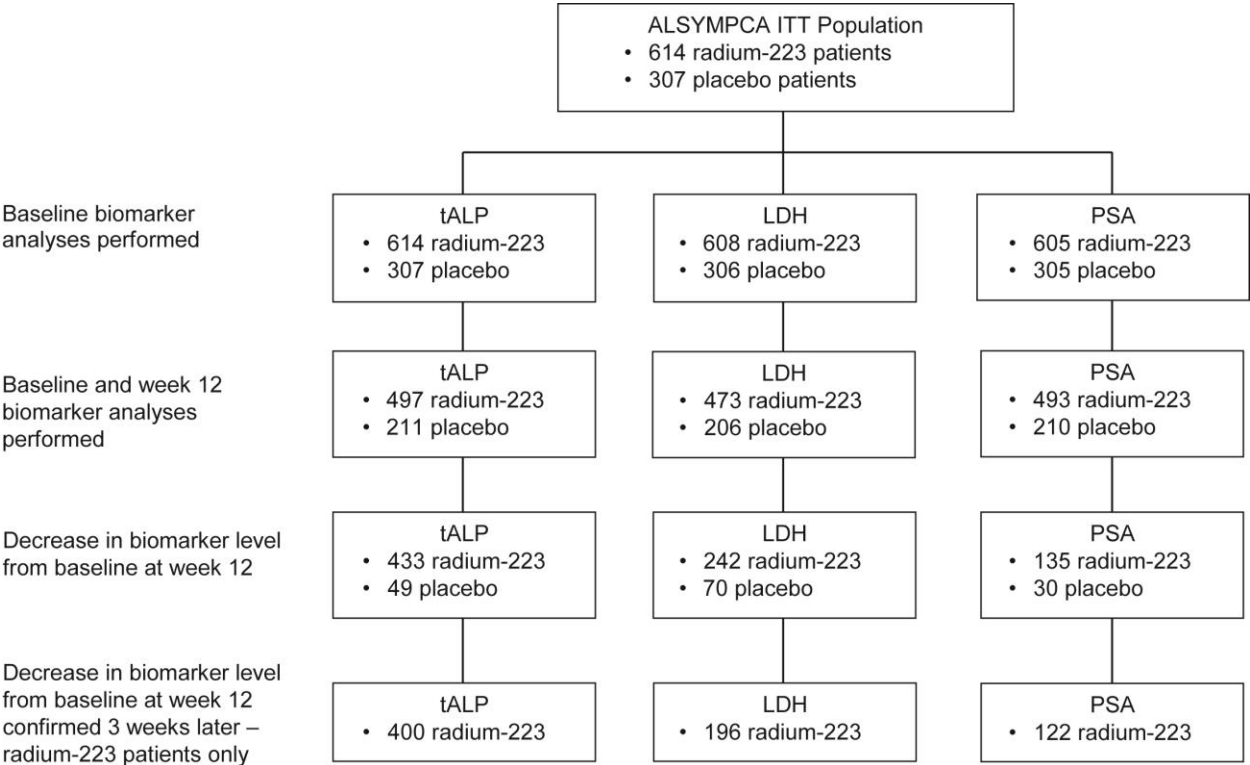 ALSYMPCA ITT Population
• 614 radium-223 patients
• 307 placebo patients
Baseline biomarker
analyses performed
tALP
• 614 radium-223
• 307 placebo
LDH
• 608 radium-223
• 306 placebo
PSA
• 605 radium-223
• 305 placebo
Baseline and week 12
biomarker analyses
performed
tALP
• 497 radium-223
• 211 placebo
LDH
• 473 radium-223
• 206 placebo
PSA
• 493 radium-223
• 210 placebo
Decrease in biomarker level
from baseline at week 12
tALP
• 433 radium-223
• 49 placebo
LDH
• 242 radium-223
• 70 placebo
PSA
• 135 radium-223
• 30 placebo
Decrease in biomarker level
from baseline at week 12
confirmed 3 weeks later –
radium-223 patients only
tALP
• 400 radium-223
LDH
• 196 radium-223
PSA
• 122 radium-223